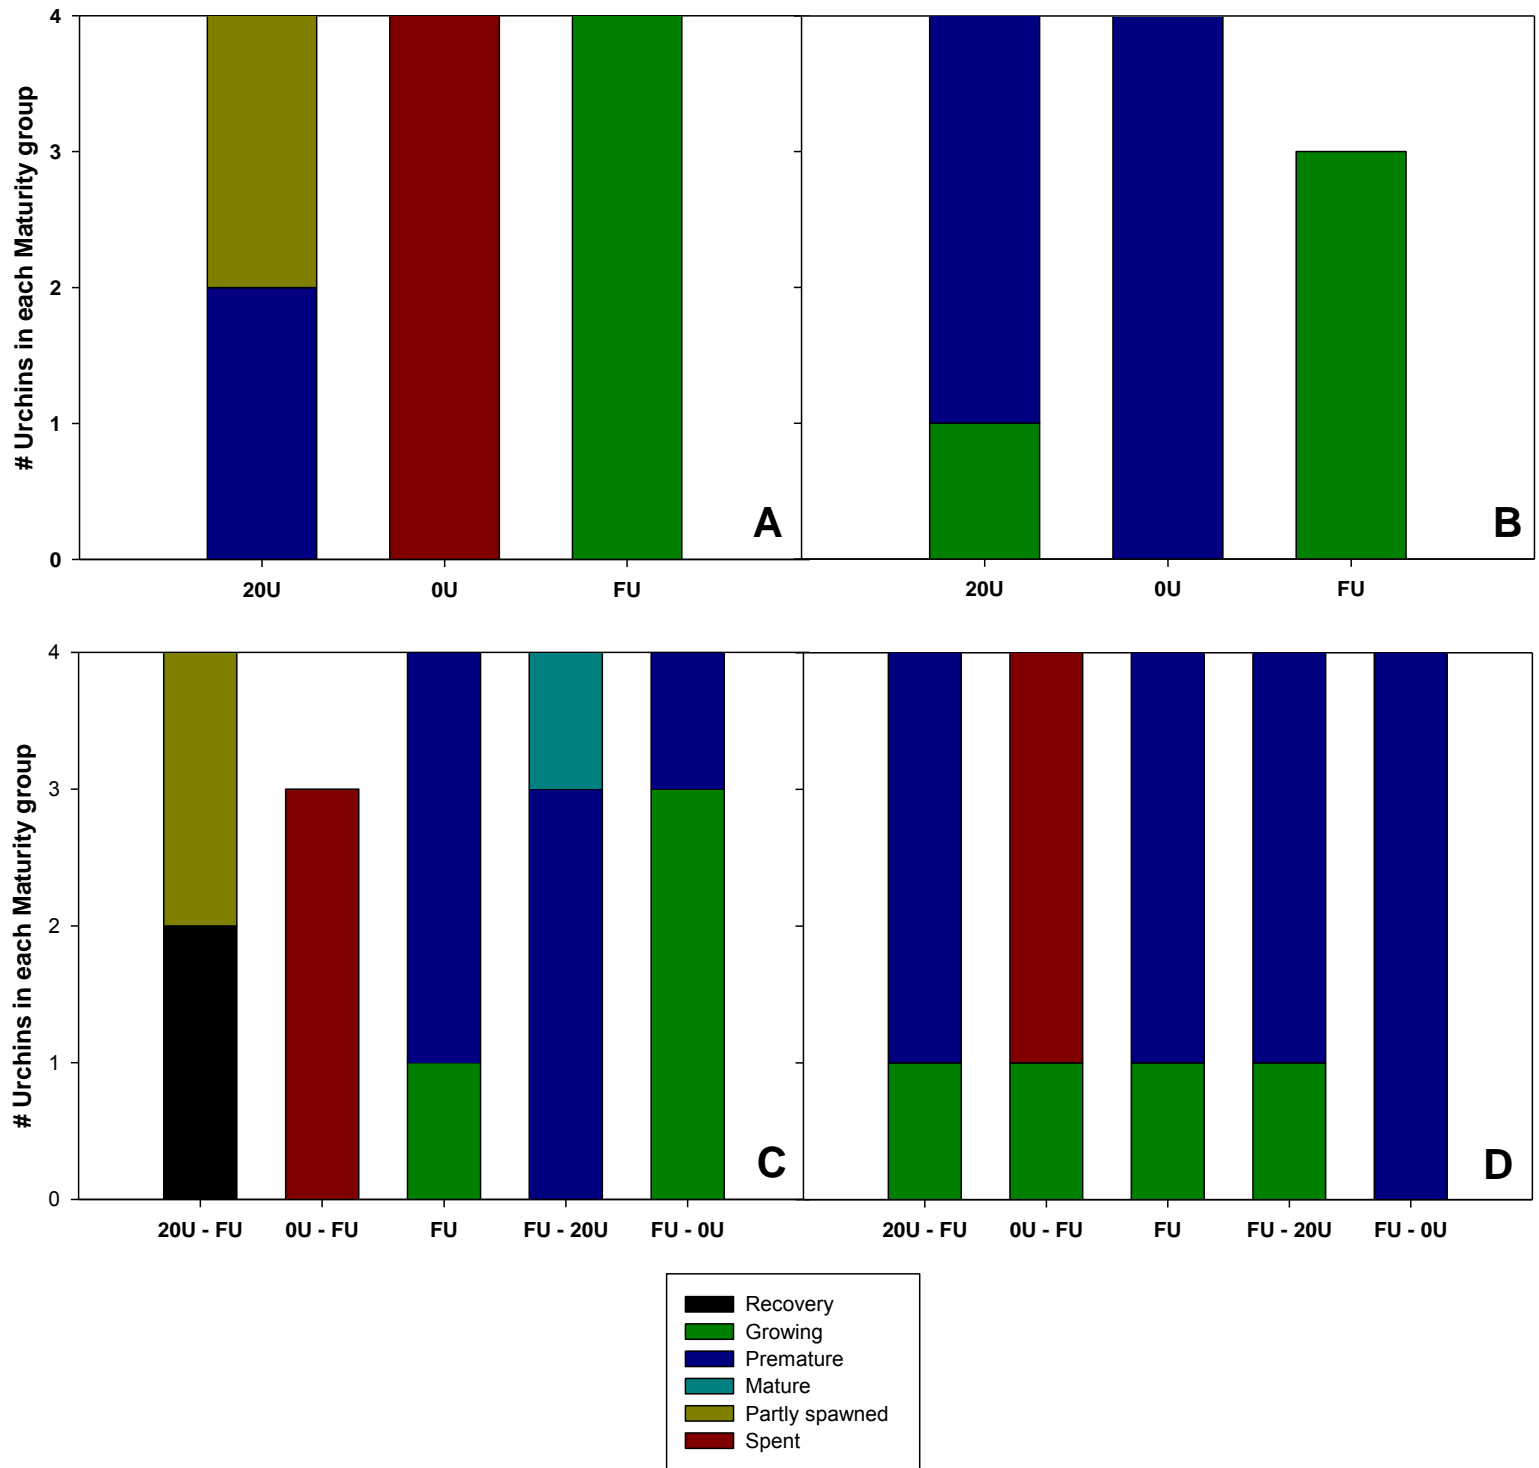 # Urchins in each Maturity group
4
3
2
1
0
A
B
20U
0U
FU
20U
0U
FU
# Urchins in each Maturity group
4
3
2
1
0
C
D
20U - FU
0U - FU
FU
FU - 20U
FU - 0U
20U - FU
0U - FU
FU
FU - 20U
FU - 0U
Recovery
Growing
Premature
Mature
Partly spawned
Spent